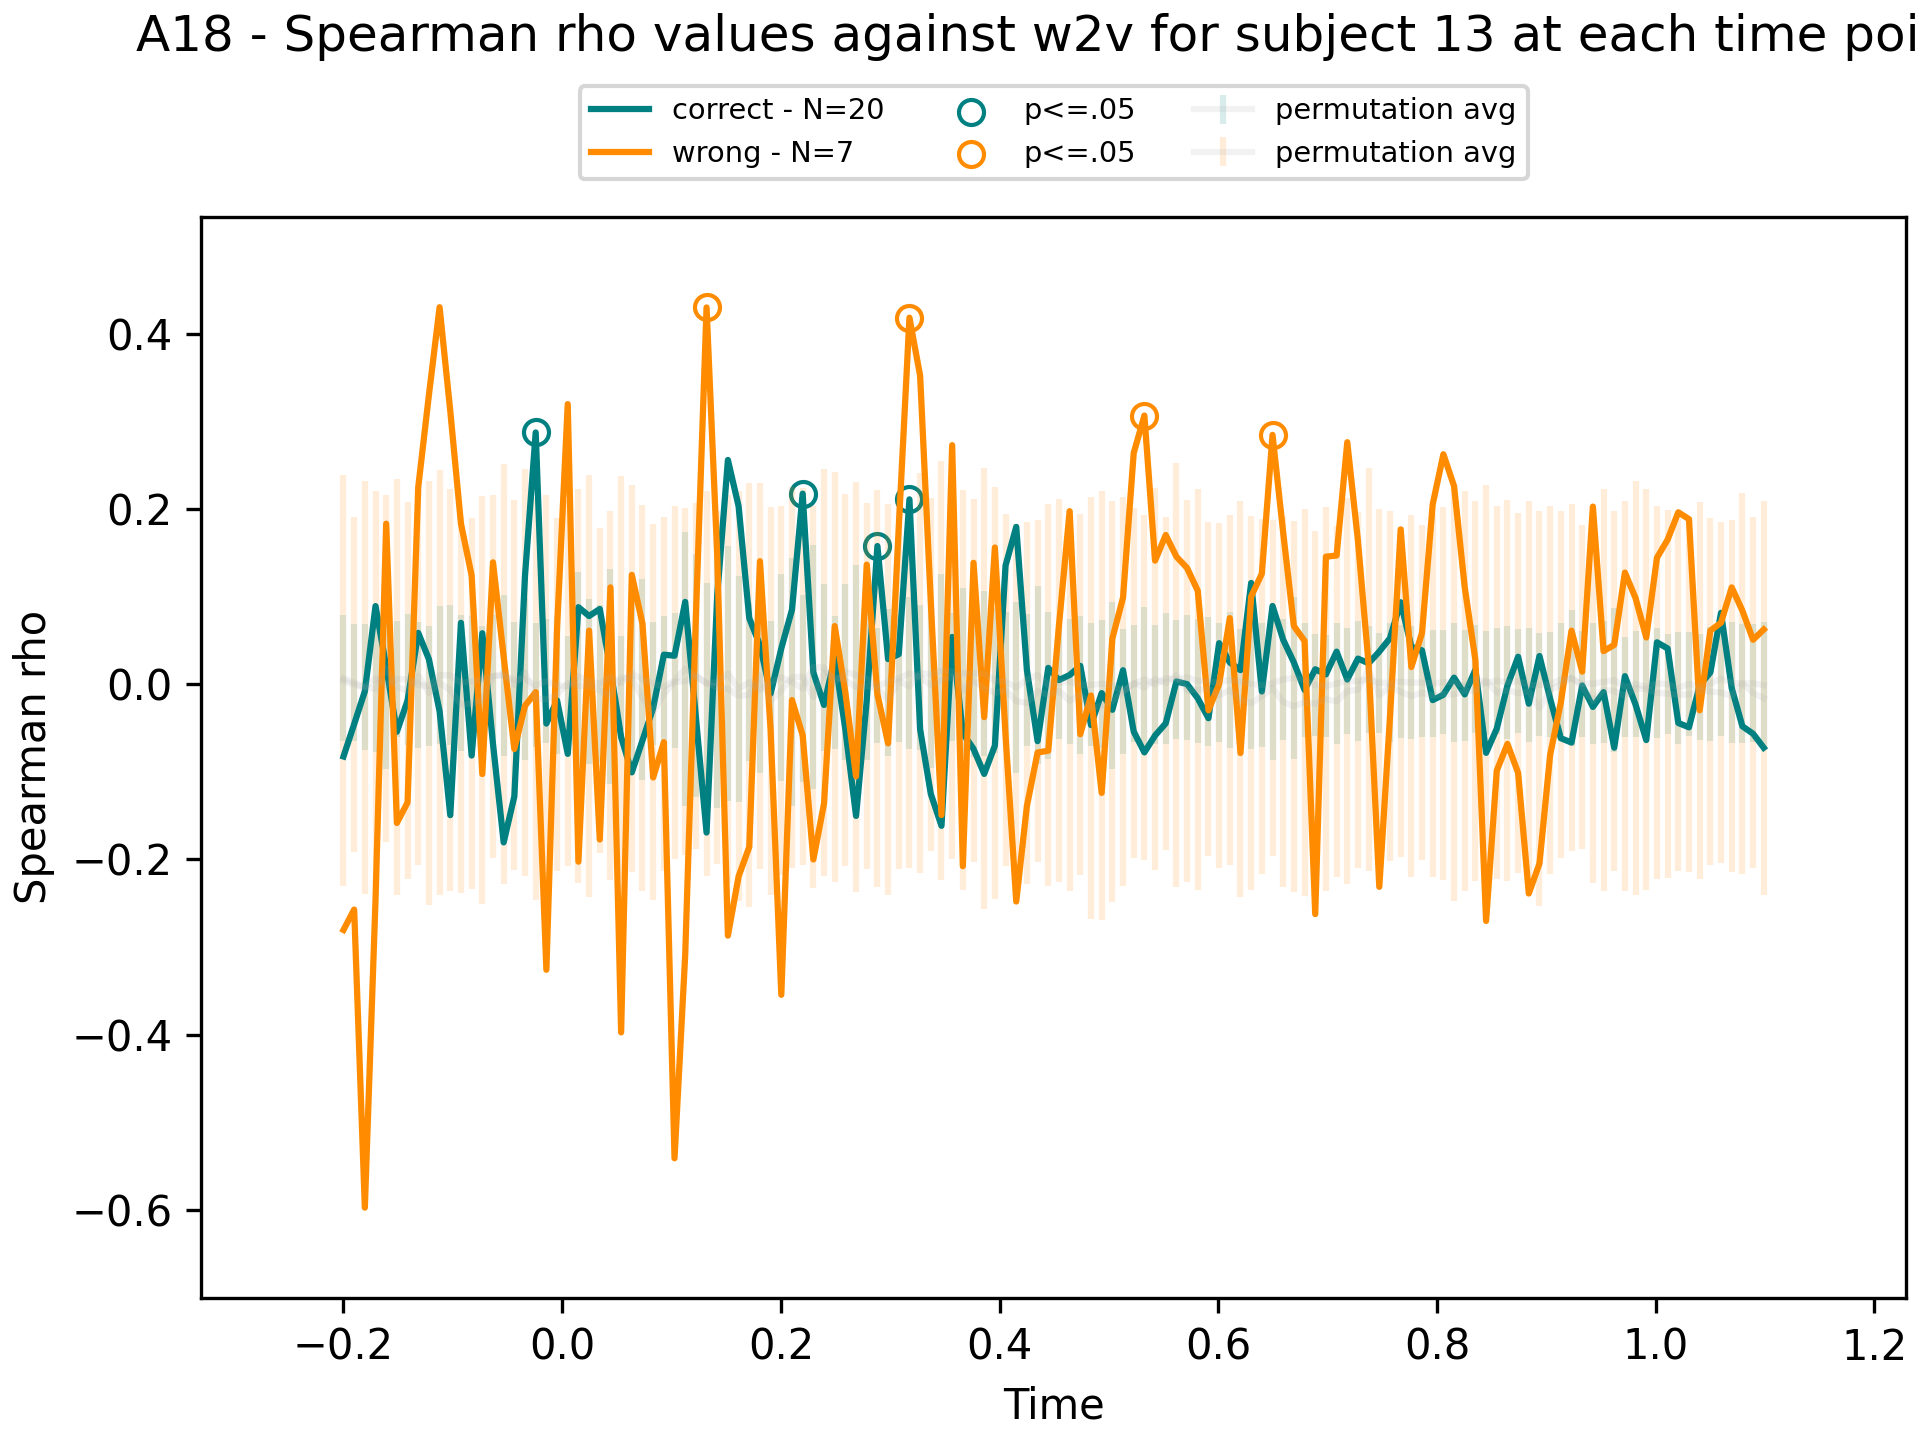 A18 - Spearman rho values against w2v for subject 13 at each time poi
correct - N=20
wrong - N=7
p<=.05
p<=.05
permutation avg
permutation avg
Spearman rho
0.4
0.2
0.0
−0.2
−0.4
−0.6
−0.2 0.0 0.2 0.4 0.6 0.8 1.0 1.2
Time